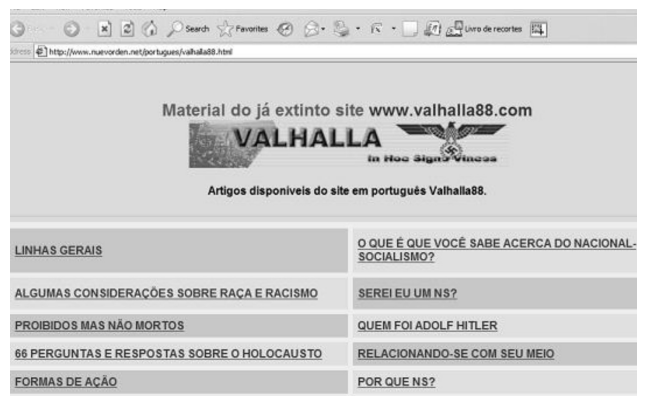 Search Favorites Livro de recortes
http://www.nuevorden.net/portugues/valhalla88.html
Material do já extinto site www.valhalla88.com
VALHALLA
In Hoc Signo Vinces
Artigos disponiveis do site em português Valhalla88.
LINHAS GERAIS
O QUE É QUE VOCÊ SABE ACERCA DO NACIONAL-
SOCIALISMO?
ALGUMAS CONSIDERAÇÕES SOBRE RAÇA E RACISMO
SEREI EU UM NS?
PROIBIDOS MAS NÃO MORTOS
QUEM FOI ADOLF HITLER
66 PERGUNTAS E RESPOSTAS SOBRE O HOLOCAUSTO
RELACIONANDO-SE COM SEU MEIO
FORMAS DE AÇÃO
POR QUE NS?